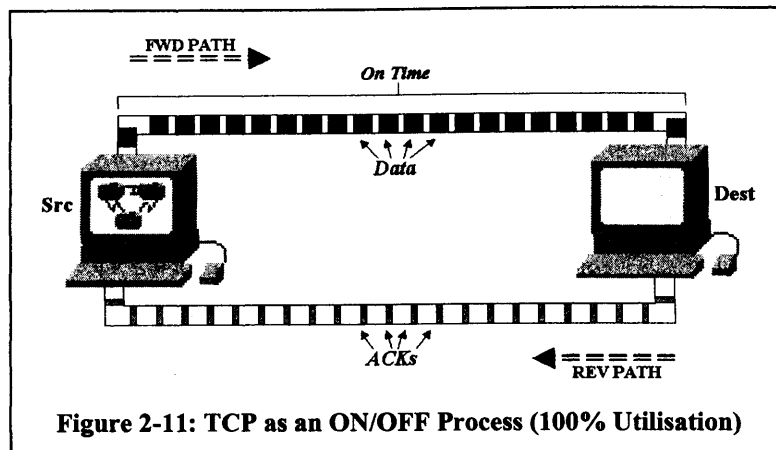 FWD PATH
On Time
Data
Src
Dest
ACKs
REV PATH
Figure 2-11: TCP as an ON/OFF Process (100% Utilisation)